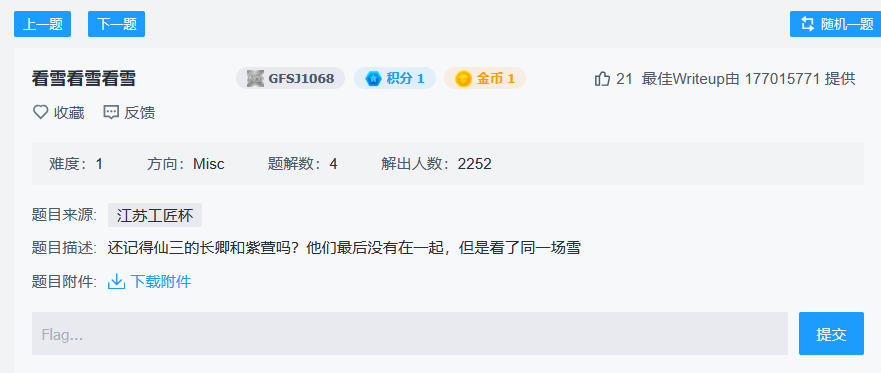 上一题 下一题 随机一题
看雪看雪看雪 GFSJ1068 积分 1 金币 1 21 最佳Writeup由 177015771 提供
收藏 反馈
难度：1 方向：Misc 题解数：4 解出人数：2252
题目来源: 江苏工匠杯
题目描述: 还记得仙三的长卿和紫萱吗？他们最后没有在一起，但是看了同一场雪
题目附件: 下载附件
Flag... 提交